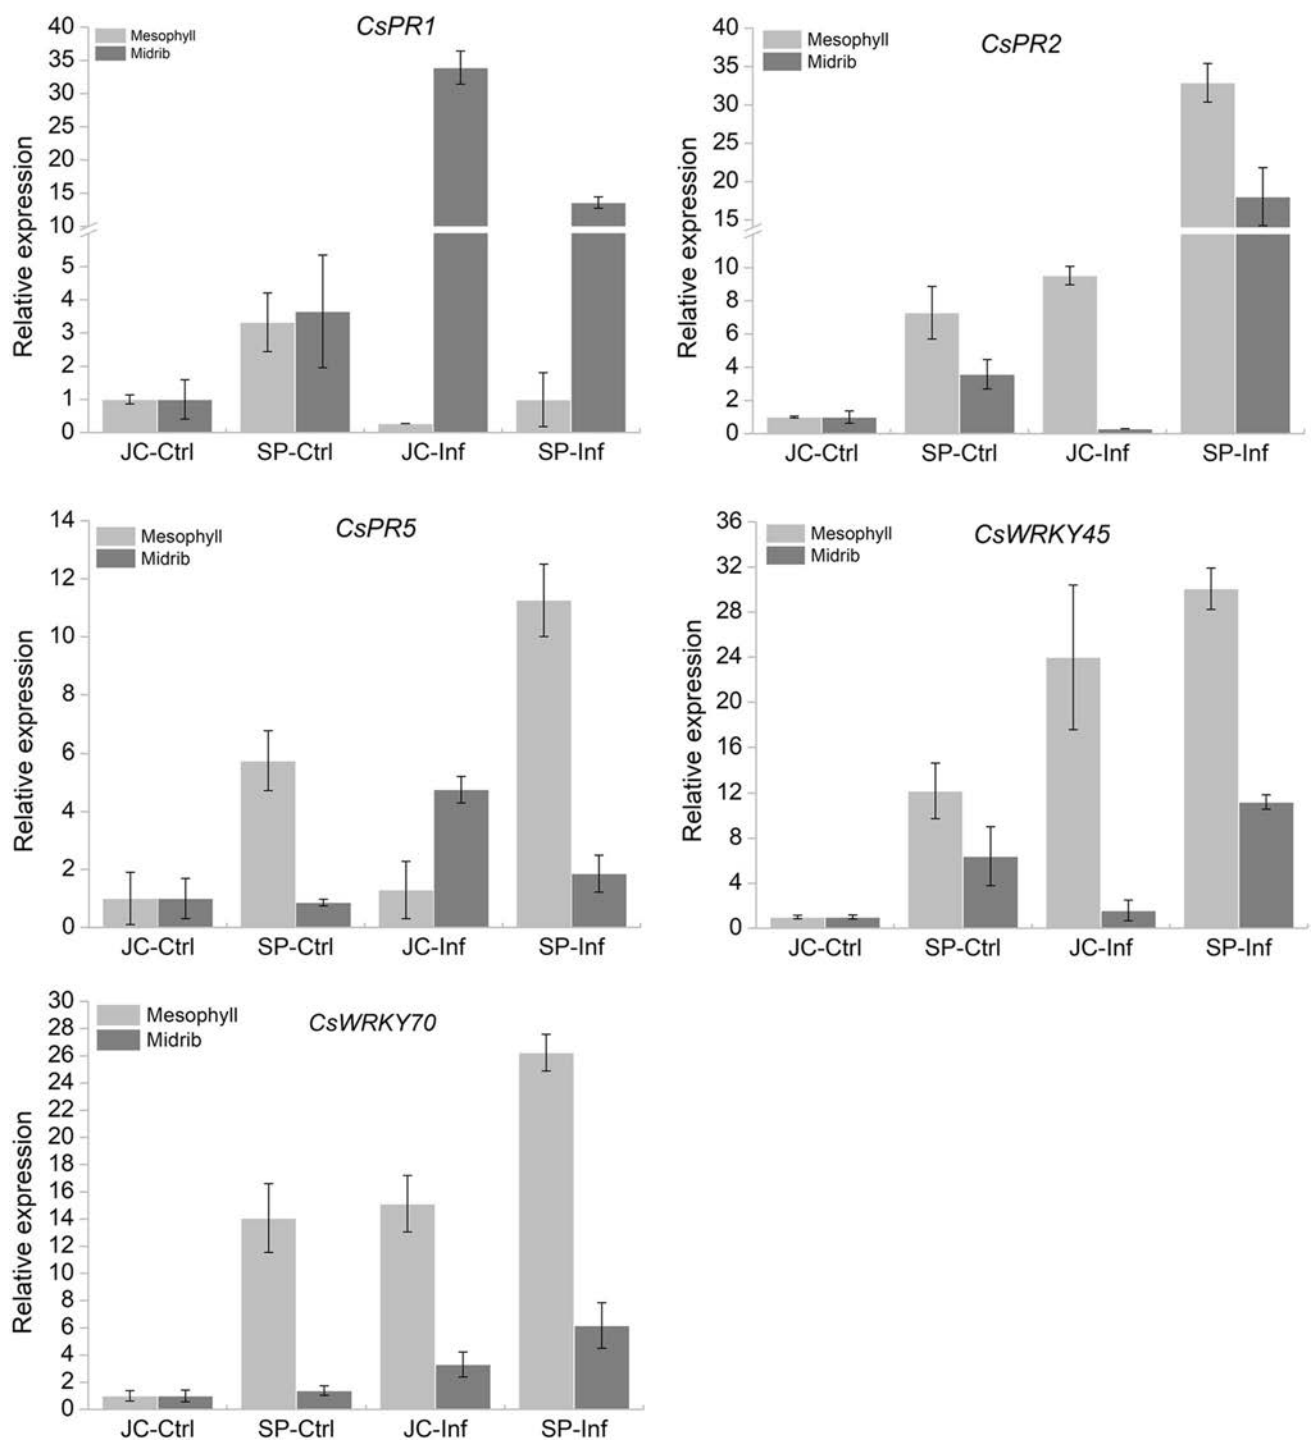 CsPR1
Mesophyll
Midrib
Relative expression
40
35
30
25
20
15
10
5
4
3
2
1
0
JC-Ctrl SP-Ctrl JC-Inf SP-Inf
CsPR2
Mesophyll
Midrib
Relative expression
40
35
30
25
20
15
10
8
6
4
2
0
JC-Ctrl SP-Ctrl JC-Inf SP-Inf
CsPR5
Mesophyll
Midrib
Relative expression
14
12
10
8
6
4
2
0
JC-Ctrl SP-Ctrl JC-Inf SP-Inf
CsWRKY45
Mesophyll
Midrib
Relative expression
36
32
28
24
20
16
12
8
4
0
JC-Ctrl SP-Ctrl JC-Inf SP-Inf
CsWRKY70
Mesophyll
Midrib
Relative expression
30
28
26
24
22
20
18
16
14
12
10
8
6
4
2
0
JC-Ctrl SP-Ctrl JC-Inf SP-Inf